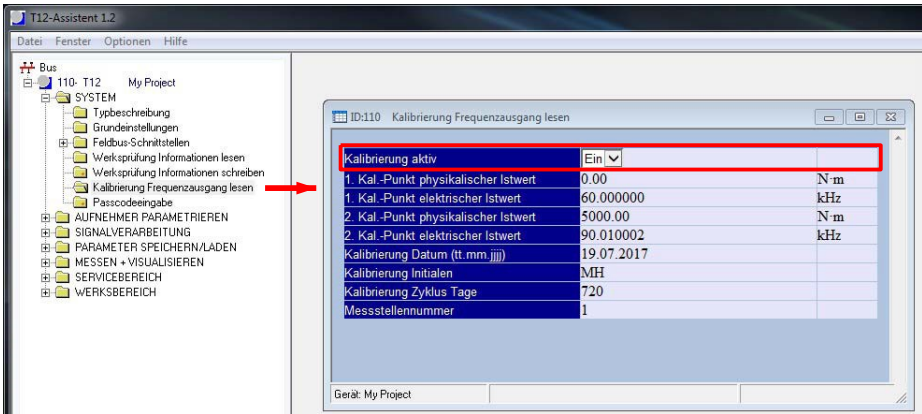 T12-Assistent 1.2
Datei Fenster Optionen Hilfe
Bus
110- T12 My Project
SYSTEM
Typbeschreibung
Grundeinstellungen
Feldbus-Schnittstellen
Werksprüfung Informationen lesen
Werksprüfung Informationen schreiben
Kalibrierung Frequenzausgang lesen
Passcodeeingabe
AUFNEHMER PARAMETRIEREN
SIGNALVERARBEITUNG
PARAMETER SPEICHERN/LADEN
MESSEN + VISUALISIEREN
SERVICEBEREICH
WERKSBEREICH
ID:110 Kalibrierung Frequenzausgang lesen
Kalibrierung aktiv Ein
1. Kal.-Punkt physikalischer Istwert 0.00 N·m
1. Kal.-Punkt elektrischer Istwert 60.000000 kHz
2. Kal.-Punkt physikalischer Istwert 5000.00 N·m
2. Kal.-Punkt elektrischer Istwert 90.010002 kHz
Kalibrierung Datum (tt.mm.jjjj) 19.07.2017
Kalibrierung Initialen MH
Kalibrierung Zyklus Tage 720
Messstellennummer 1
Gerät: My Project